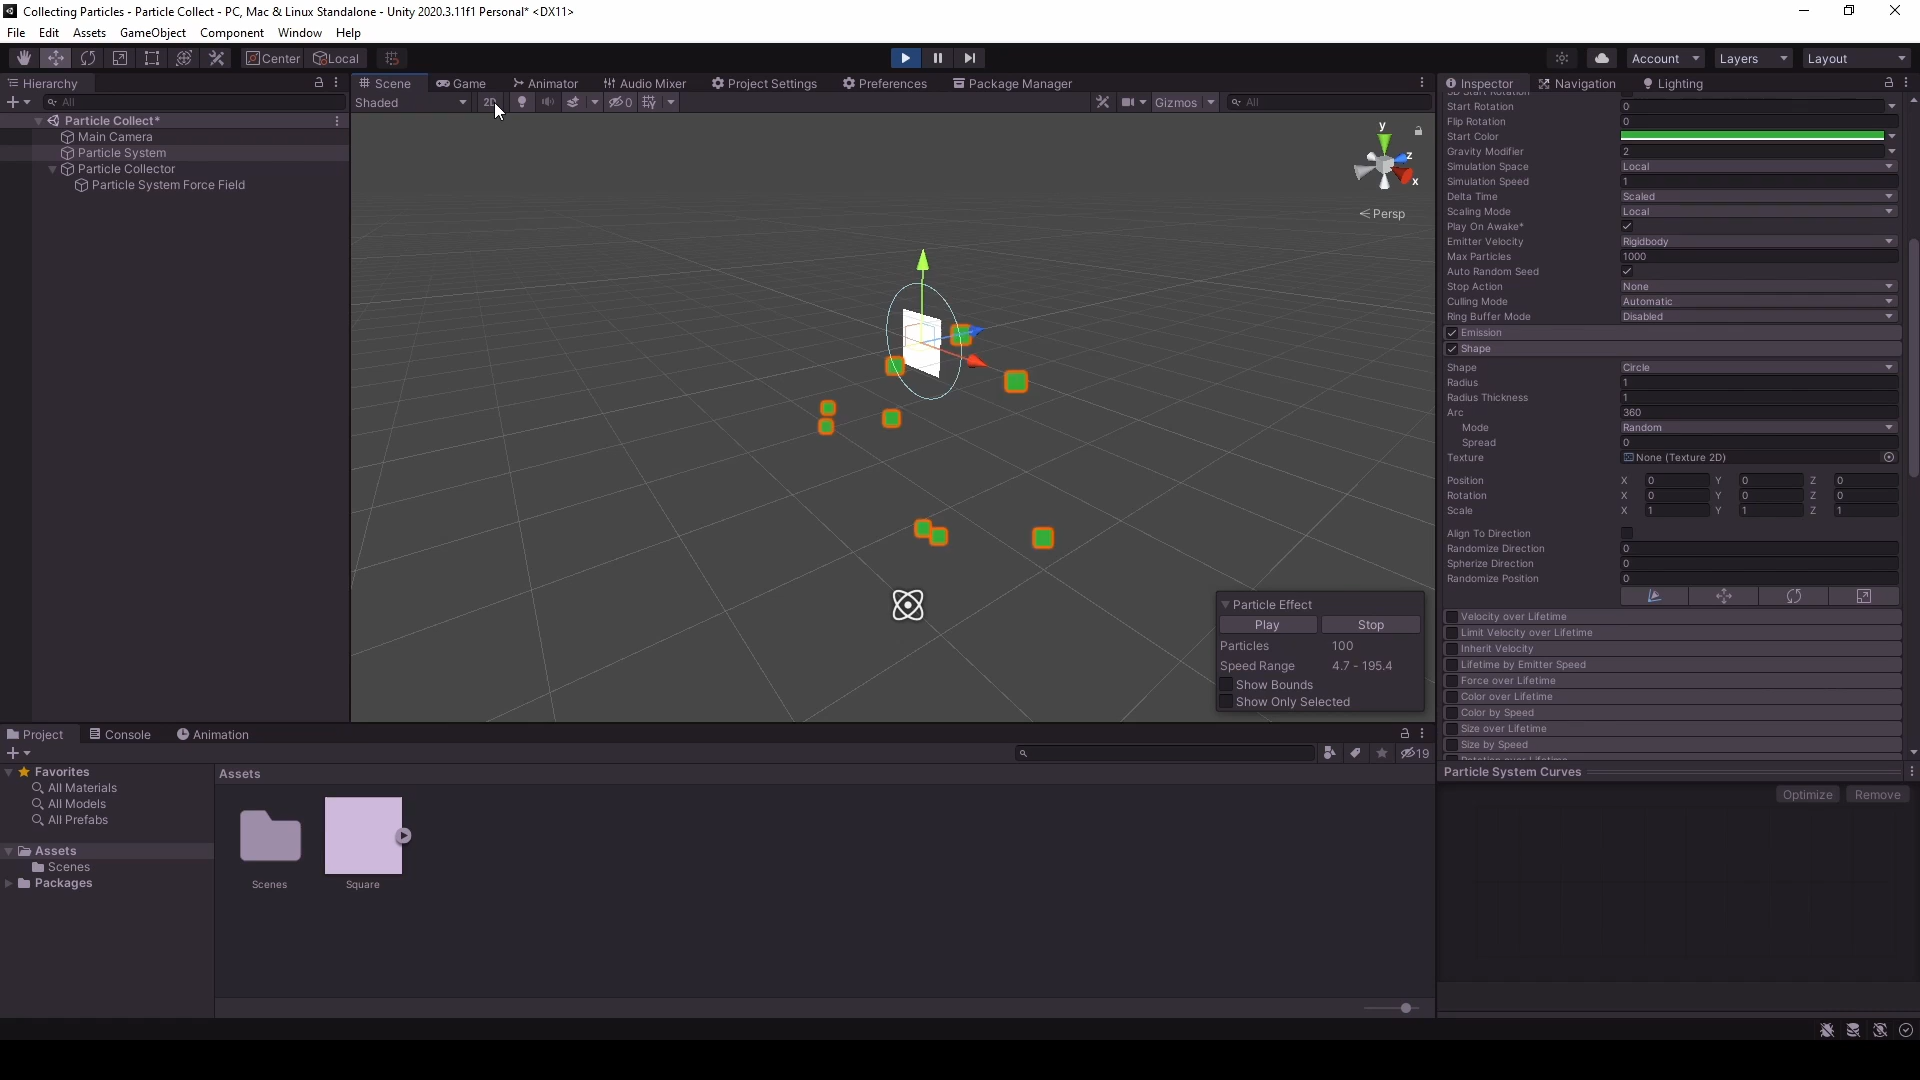 Collecting Particles - Particle Collect - PC, Mac & Linux Standalone - Unity 2020.3.11f1 Personal* <DX11>
File Edit Assets GameObject Component Window Help
Center Local Account Layers Layout
Hierarchy
All
Particle Collect*
Main Camera
Particle System
Particle Collector
Particle System Force Field
Scene Game Animator Audio Mixer Project Settings Preferences Package Manager
Shaded 2D 0 Gizmos All
y
z
x
Persp
Particle Effect
Play Stop
Particles 100
Speed Range 4.7 - 195.4
Show Bounds
Show Only Selected
Inspector Navigation Lighting
Start Rotation 0
Flip Rotation 0
Start Color
Gravity Modifier 2
Simulation Space Local
Simulation Speed 1
Delta Time Scaled
Scaling Mode Local
Play On Awake*
Emitter Velocity Rigidbody
Max Particles 1000
Auto Random Seed
Stop Action None
Culling Mode Automatic
Ring Buffer Mode Disabled
Emission
Shape
Shape Circle
Radius 1
Radius Thickness 1
Arc 360
Mode Random
Spread 0
Texture None (Texture 2D)
Position X 0 Y 0 Z 0
Rotation X 0 Y 0 Z 0
Scale X 1 Y 1 Z 1
Align To Direction
Randomize Direction 0
Spherize Direction 0
Randomize Position 0
Velocity over Lifetime
Limit Velocity over Lifetime
Inherit Velocity
Lifetime by Emitter Speed
Force over Lifetime
Color over Lifetime
Color by Speed
Size over Lifetime
Size by Speed
Particle System Curves
Optimize Remove
Project Console Animation
19
Favorites
All Materials
All Models
All Prefabs
Assets
Scenes
Packages
Assets
Scenes
Square